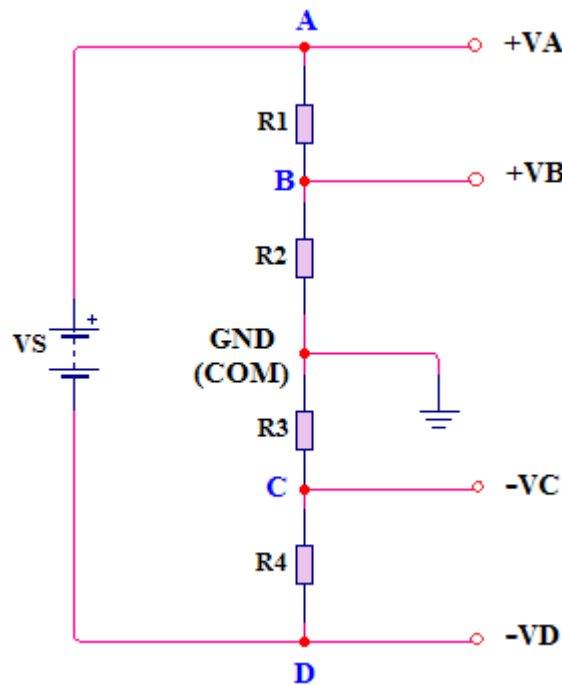 A
+VA
R1
B
+VB
R2
VS
+
GND
(COM)
R3
C
-VC
R4
-VD
D